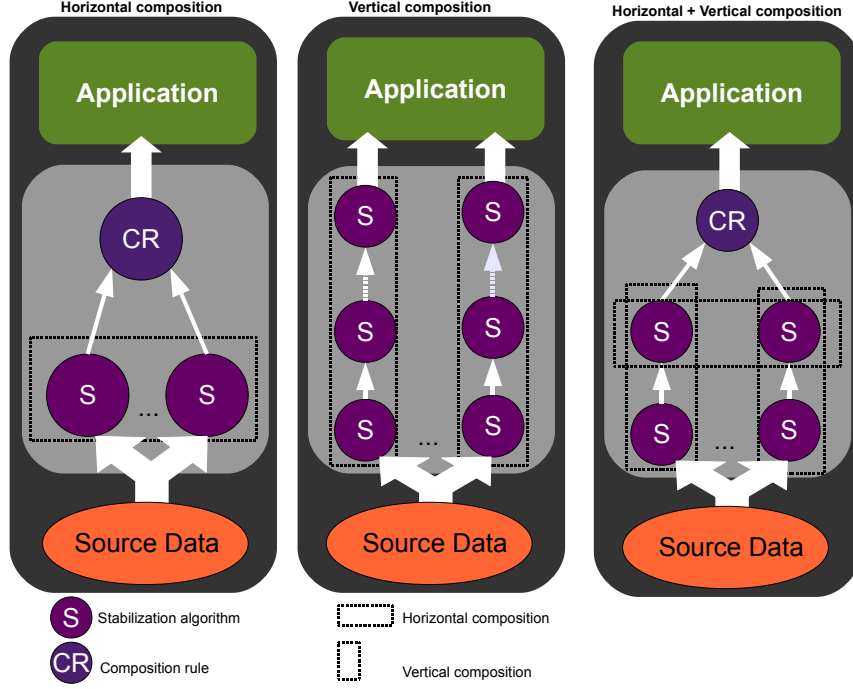 Horizontal composition
Application
CR
S
...
S
Source Data
Vertical composition
Application
S
S
S
S
S
...
S
Source Data
Horizontal + Vertical composition
Application
CR
S
S
S
...
S
Source Data
S Stabilization algorithm
CR Composition rule
Horizontal composition
Vertical composition